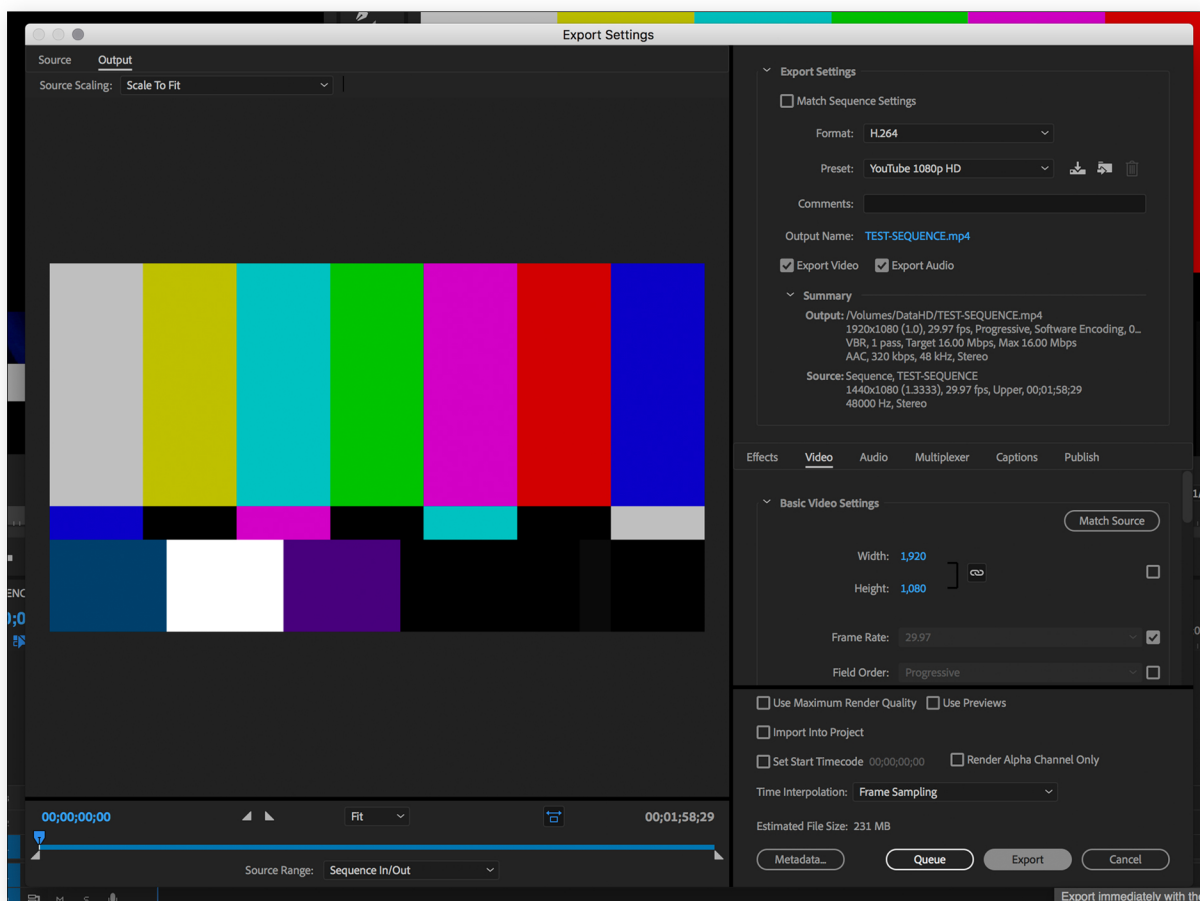 Export Settings
Source Output
Source Scaling: Scale To Fit
Export Settings
Match Sequence Settings
Format: H.264
Preset: YouTube 1080p HD
Comments:
Output Name: TEST-SEQUENCE.mp4
Export Video Export Audio
Summary
Output: /Volumes/DataHD/TEST-SEQUENCE.mp4
1920x1080 (1.0), 29.97 fps, Progressive, Software Encoding, 0...
VBR, 1 pass, Target 16.00 Mbps, Max 16.00 Mbps
AAC, 320 kbps, 48 kHz, Stereo
Source: Sequence, TEST-SEQUENCE
1440x1080 (1.3333), 29.97 fps, Upper, 00;01;58;29
48000 Hz, Stereo
Effects Video Audio Multiplexer Captions Publish
Basic Video Settings
Match Source
Width: 1,920
Height: 1,080
Frame Rate: 29.97
Field Order: Progressive
Use Maximum Render Quality Use Previews
Import Into Project
Set Start Timecode 00;00;00;00 Render Alpha Channel Only
Time Interpolation: Frame Sampling
Estimated File Size: 231 MB
Metadata... Queue Export Cancel
00;00;00;00 Fit 00;01;58;29
Source Range: Sequence In/Out
M S
Export immediately with the